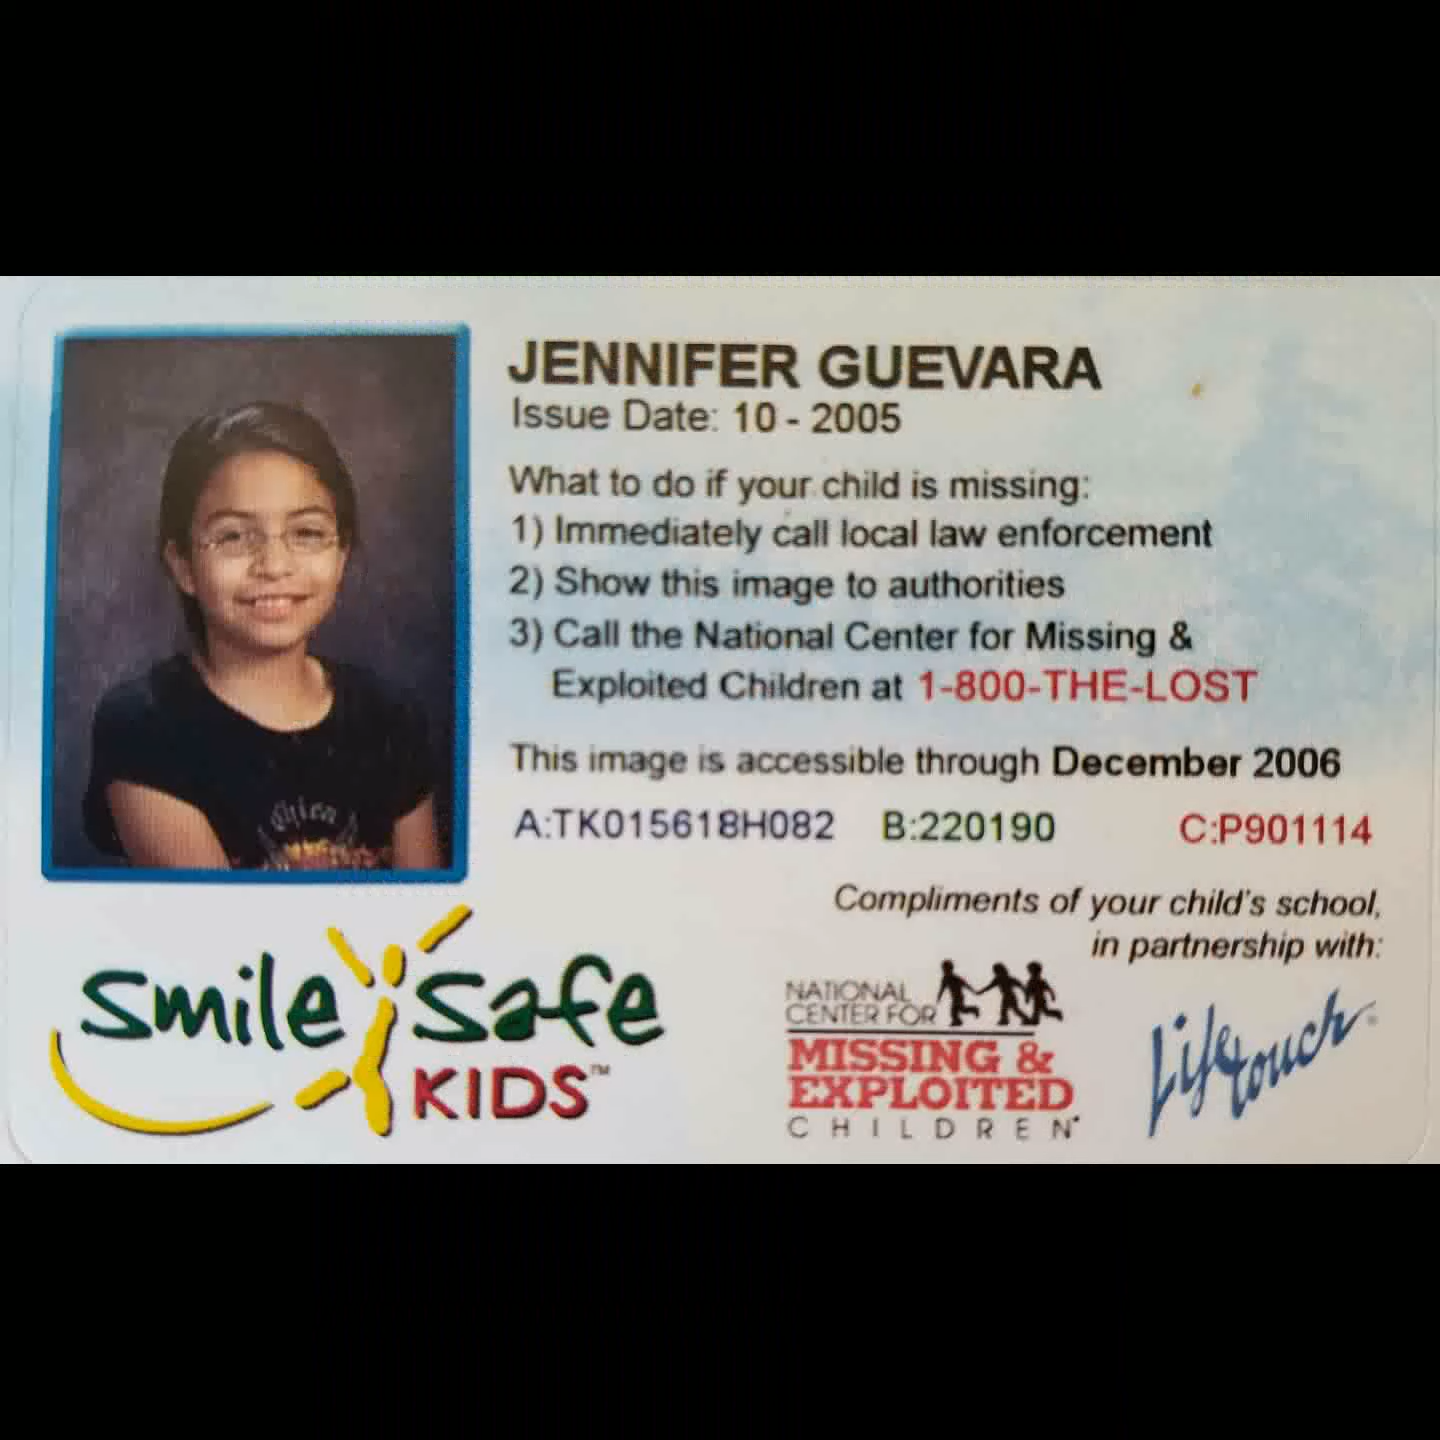 JENNIFER GUEVARA
Issue Date: 10 - 2005
What to do if your child is missing:
1) Immediately call local law enforcement
2) Show this image to authorities
3) Call the National Center for Missing &
Exploited Children at 1-800-THE-LOST
This image is accessible through December 2006
A:TK015618H082 B:220190 C:P901114
Compliments of your child's school,
in partnership with:
Chica
Smile Safe
KIDS™
NATIONAL
CENTER FOR
MISSING &
EXPLOITED
CHILDREN
Lifetouch®